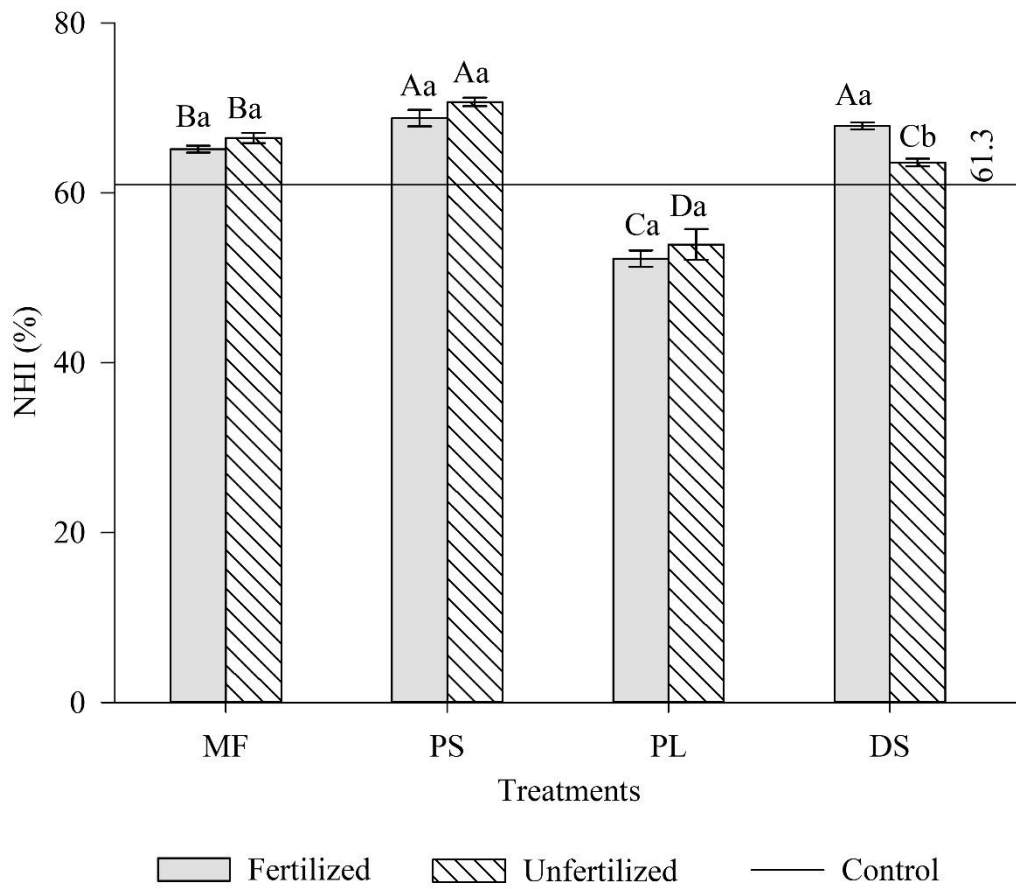 80
60
40
20
0
NHI (%)
Ba
Ba
Aa
Aa
Ca
Da
Aa
Cb
61.3
MF
PS
PL
DS
Treatments
Fertilized
Unfertilized
Control